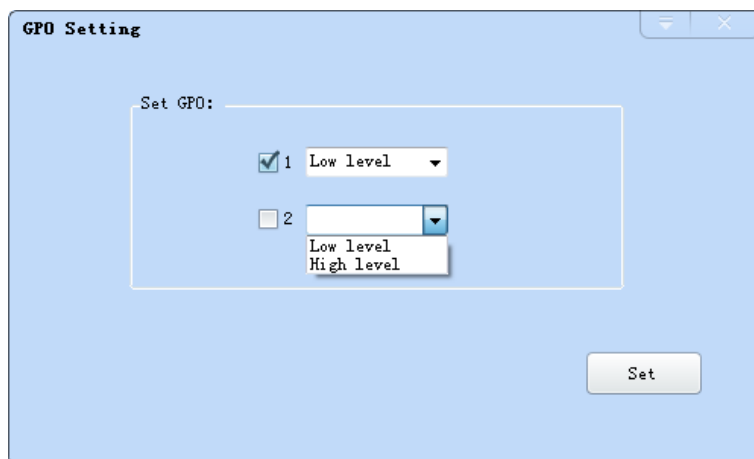 GPO Setting
Set GPO:
1 Low level
2
Low level
High level
Set